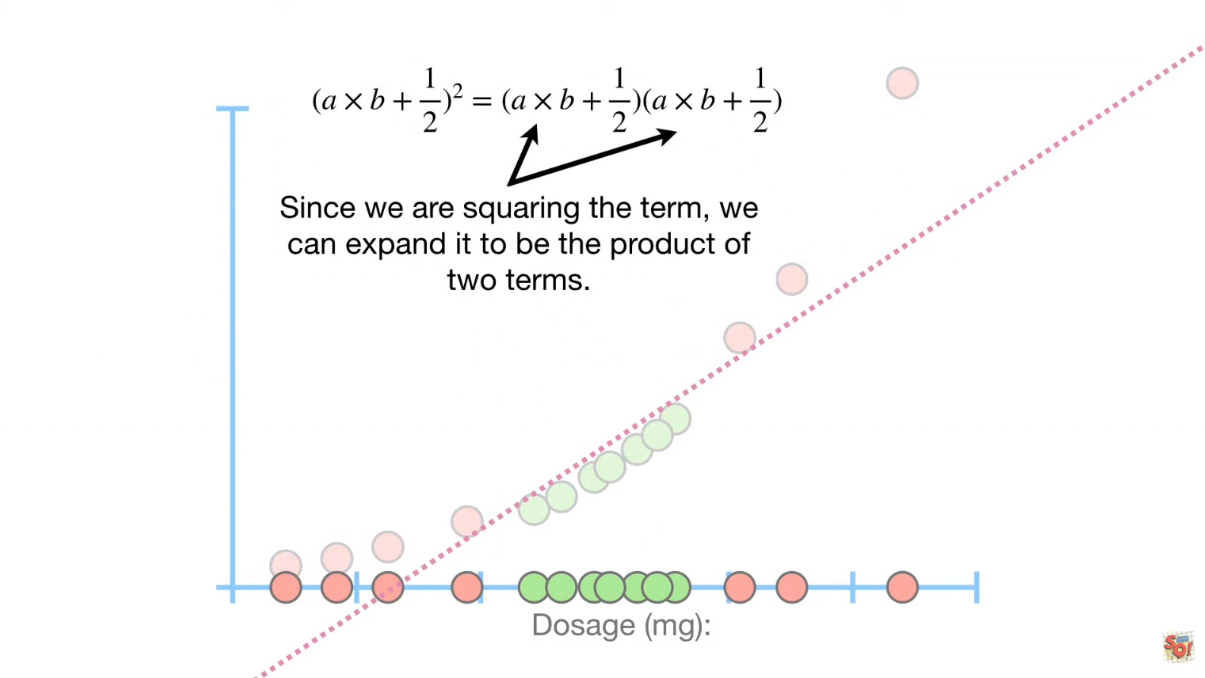 (a × b + 1/2)² = (a × b + 1/2)(a × b + 1/2)
Since we are squaring the term, we
can expand it to be the product of
two terms.
Dosage (mg):
SQ!